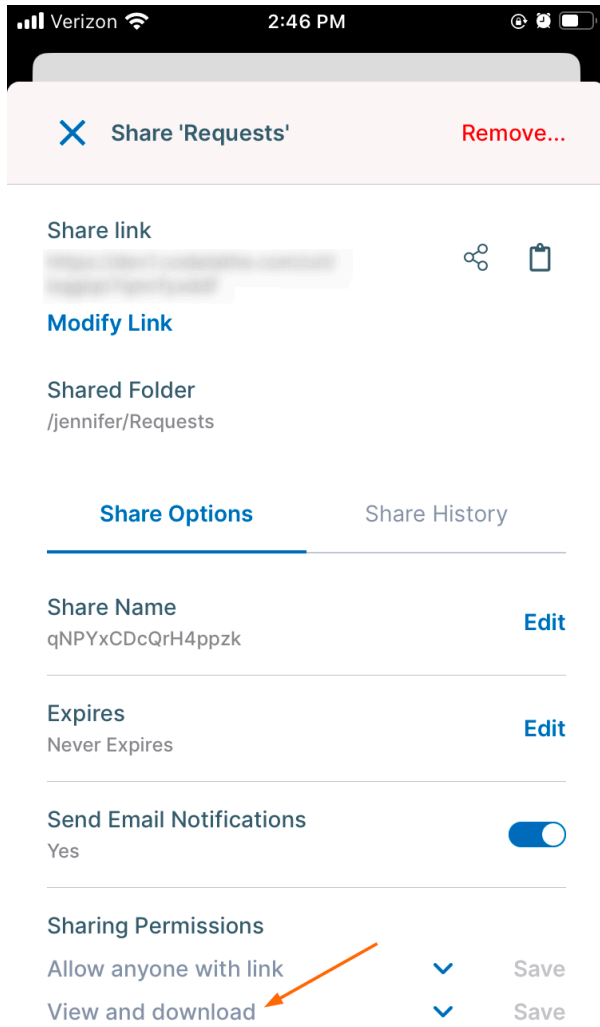 Verizon 2:46 PM
Share 'Requests' Remove...
Share link
Modify Link
Shared Folder
/jennifer/Requests
Share Options Share History
Share Name
qNPYxCDcQrH4ppzk
Edit
Expires
Never Expires
Edit
Send Email Notifications
Yes
Sharing Permissions
Allow anyone with link Save
View and download Save